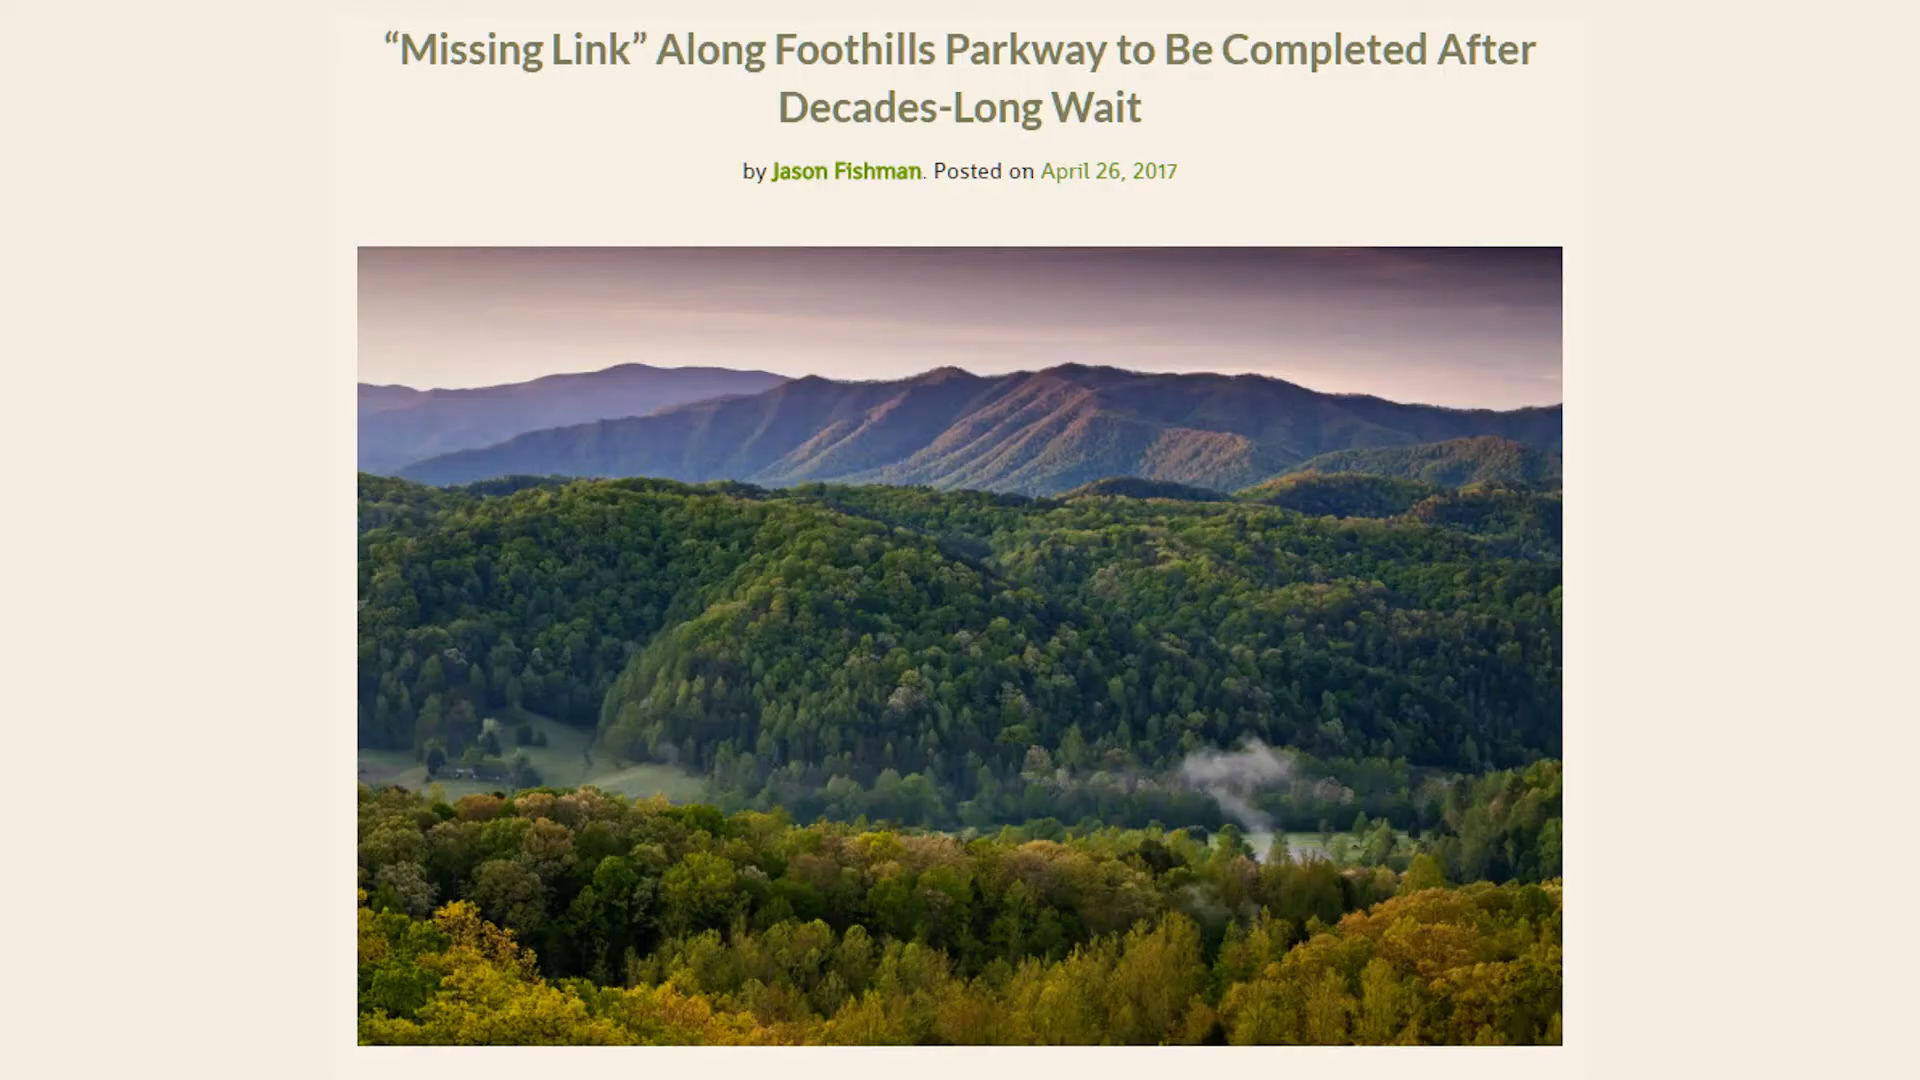 “Missing Link” Along Foothills Parkway to Be Completed After
Decades-Long Wait
by Jason Fishman. Posted on April 26, 2017